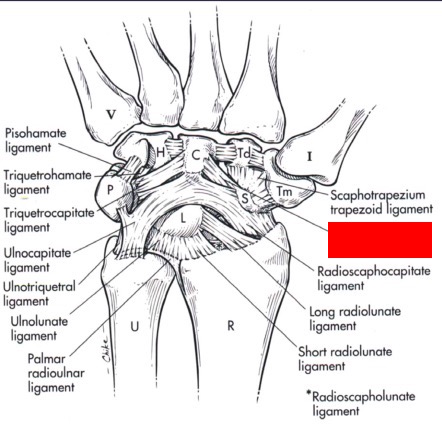 V
I
H
C
Td
P
S
Tm
L
U
R
Pisohamate
ligament
Triquetrohamate
ligament
Triquetrocapitate
ligament
Ulnocapitate
ligament
Ulnotriquetral
ligament
Ulnolunate
ligament
Palmar
radioulnar
ligament
Scaphotrapezium
trapezoid ligament
Radioscaphocapitate
ligament
Long radiolunate
ligament
Short radiolunate
ligament
*Radioscapholunate
ligament
*
- Chike